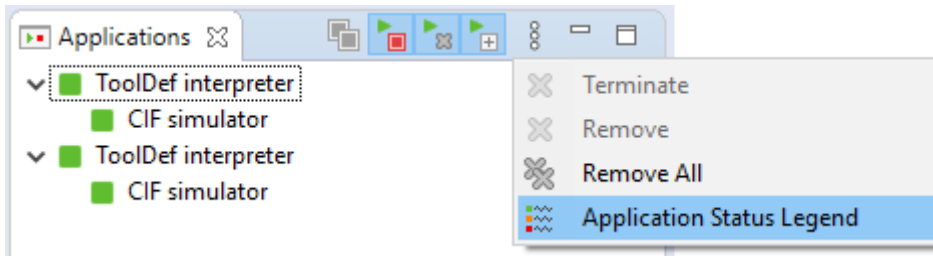 Applications
ToolDef interpreter
CIF simulator
ToolDef interpreter
CIF simulator
Terminate
Remove
Remove All
Application Status Legend